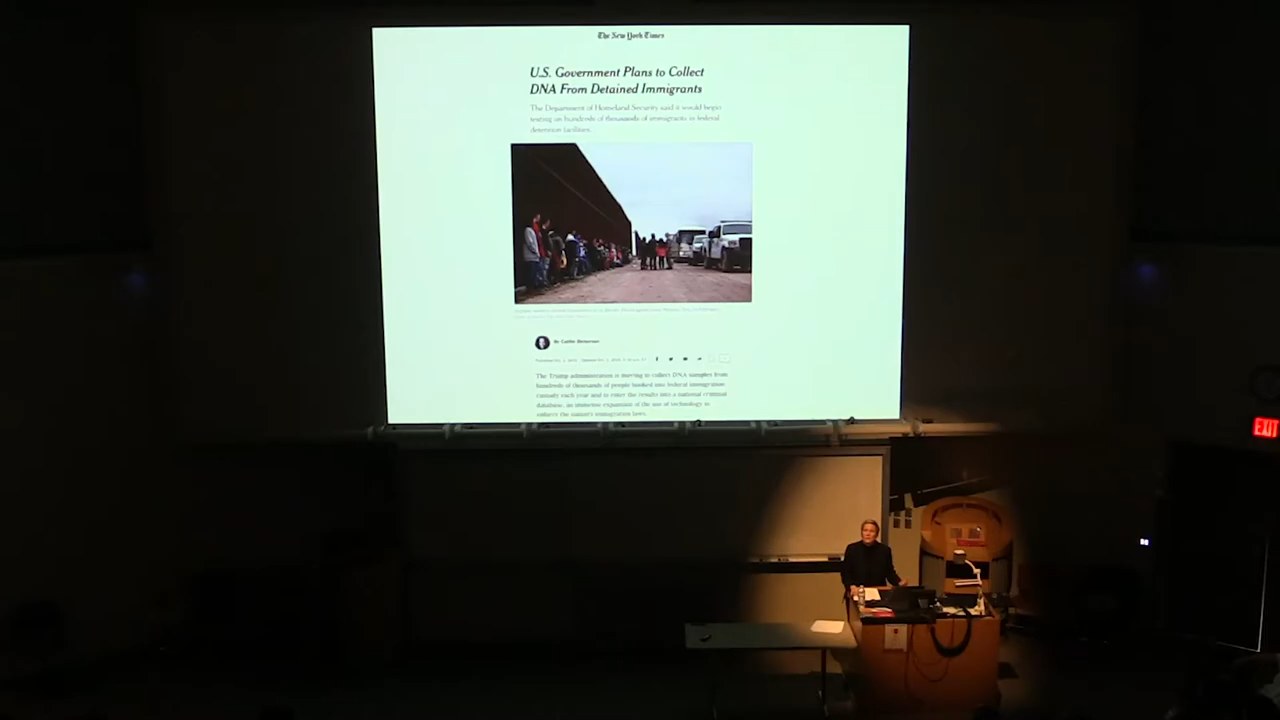 The New York Times
U.S. Government Plans to Collect
DNA From Detained Immigrants
The Department of Homeland Security said it would begin
testing on hundreds of thousands of immigrants in federal
detention facilities.
By Caitlin Dickerson
The Trump administration is moving to collect DNA samples from
hundreds of thousands of people booked into federal immigration
custody each year and to enter the results into a national criminal
database, an immense expansion of the use of technology to
enforce the nation's immigration laws.
EXIT